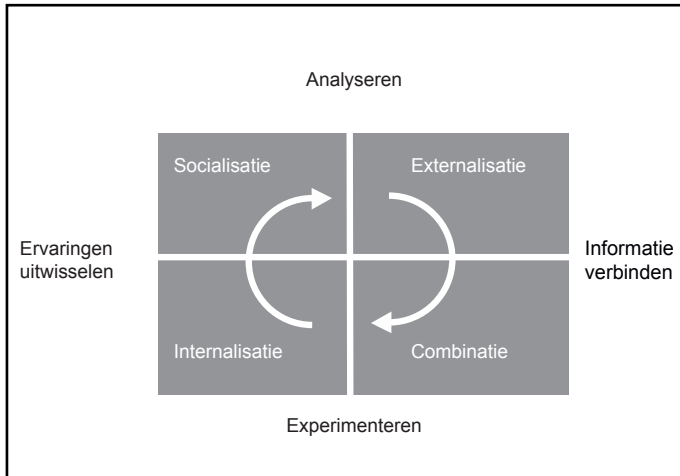 Analyseren
Socialisatie
Externalisatie
Ervaringen
uitwisselen
Informatie
verbinden
Internalisatie
Combinatie
Experimenteren